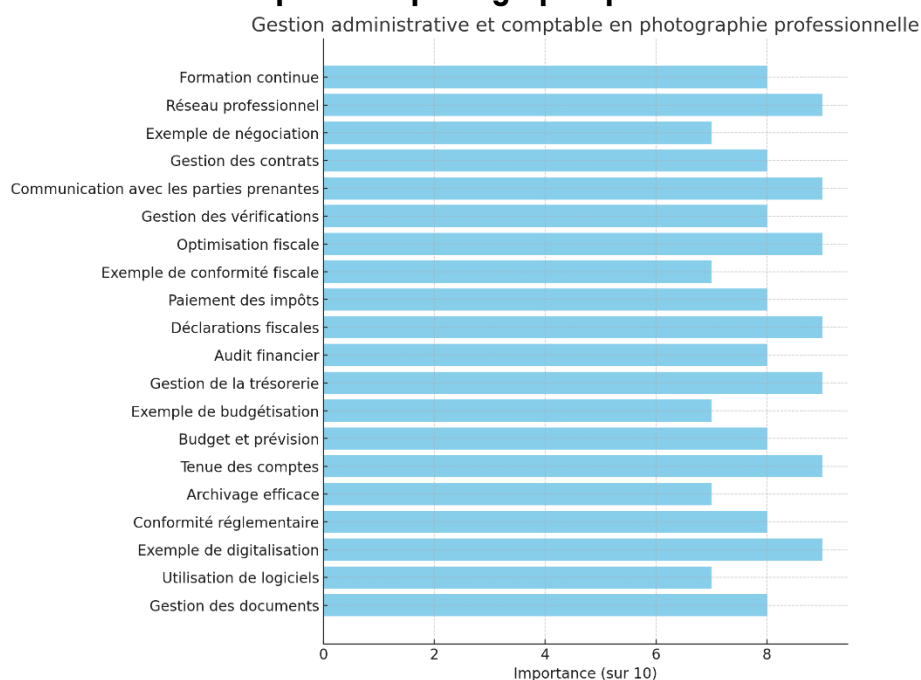 Gestion administrative et comptable en photographie professionnelle
Formation continue
Réseau professionnel
Exemple de négociation
Gestion des contrats
Communication avec les parties prenantes
Gestion des vérifications
Optimisation fiscale
Exemple de conformité fiscale
Paiement des impôts
Déclarations fiscales
Audit financier
Gestion de la trésorerie
Exemple de budgétisation
Budget et prévision
Tenue des comptes
Archivage efficace
Conformité réglementaire
Exemple de digitalisation
Utilisation de logiciels
Gestion des documents
0 2 4 6 8
Importance (sur 10)